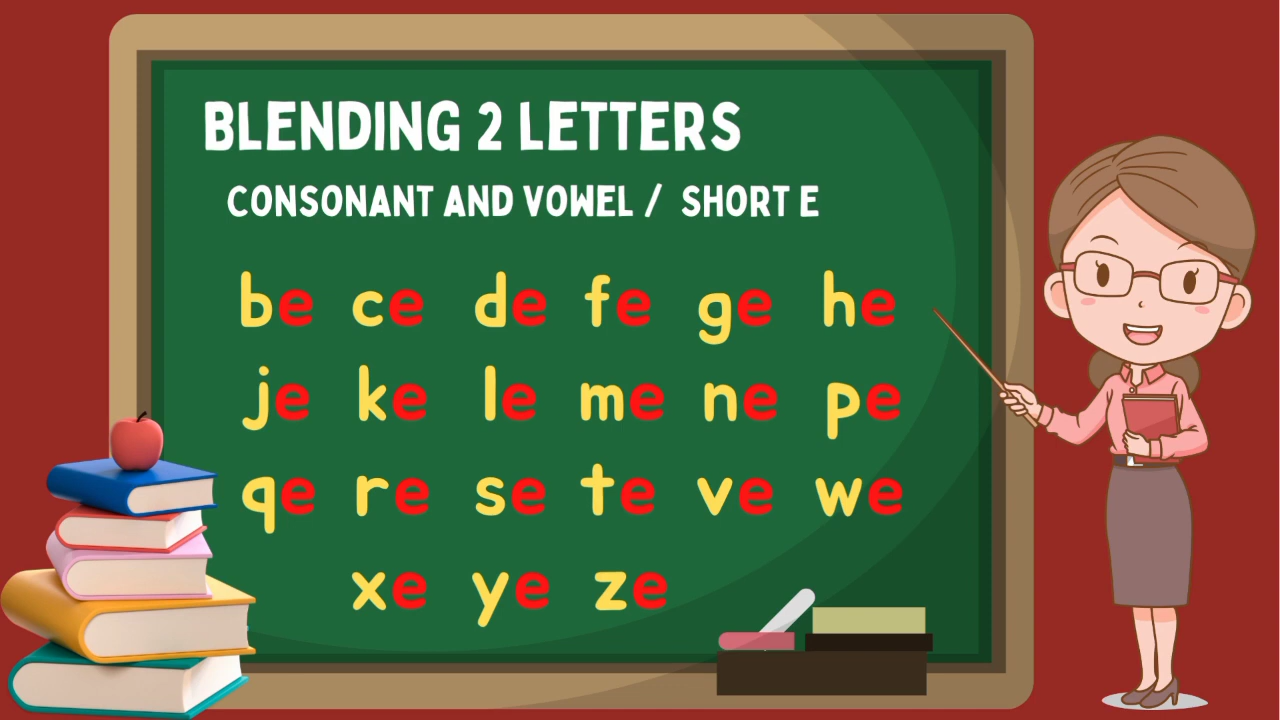 BLENDING 2 LETTERS
CONSONANT AND VOWEL / SHORT E
be ce de fe ge he
je ke le me ne pe
qe re se te ve we
xe ye ze